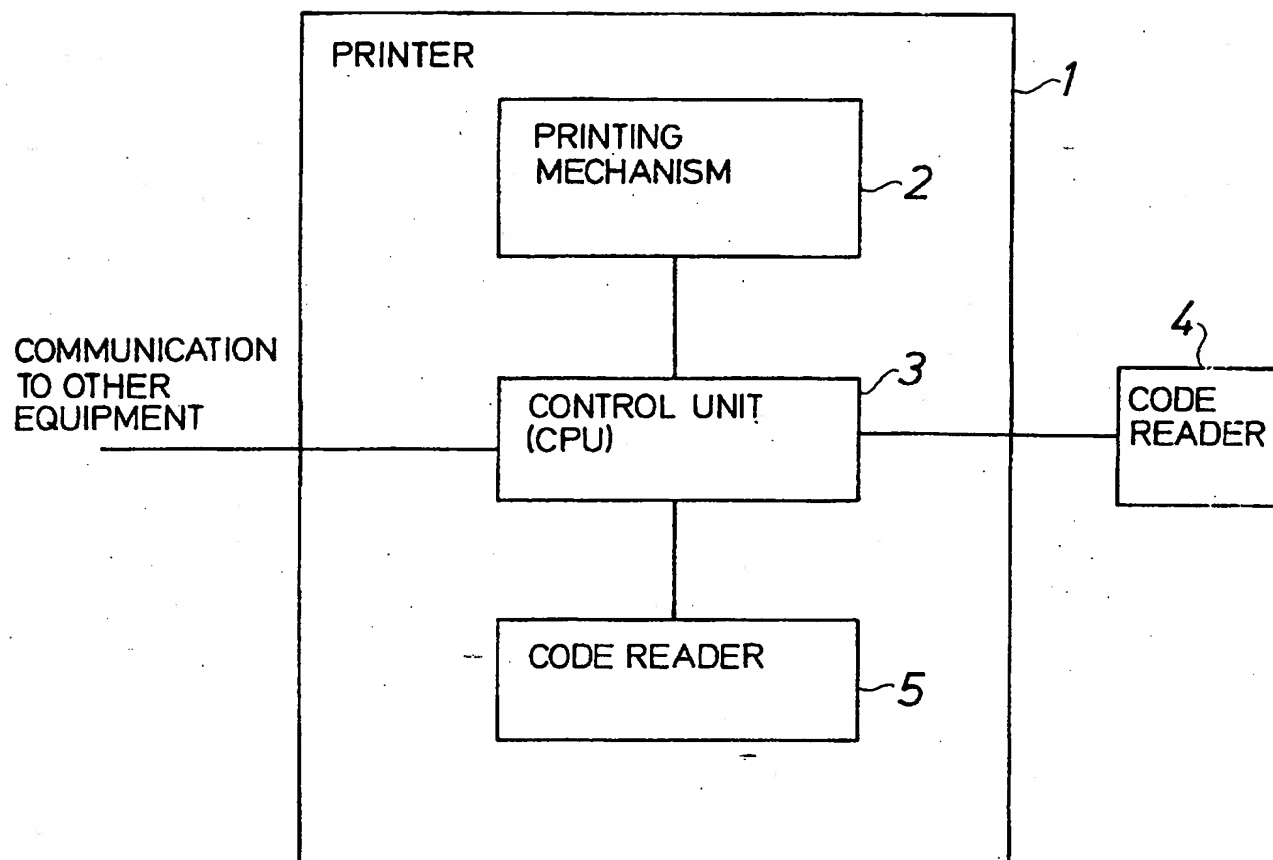 PRINTER
1
PRINTING
MECHANISM
2
COMMUNICATION
TO OTHER
EQUIPMENT
CONTROL UNIT
(CPU)
3
4
CODE
READER
CODE READER
5